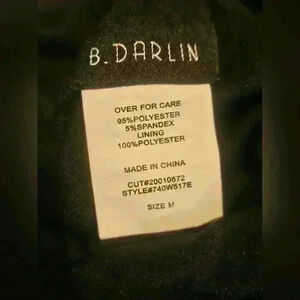 B.DARLIN
OVER FOR CARE
95%POLYESTER
5%SPANDEX
LINING
100%POLYESTER
MADE IN CHINA
CUT#20010672
STYLE#740W517E
SIZE M